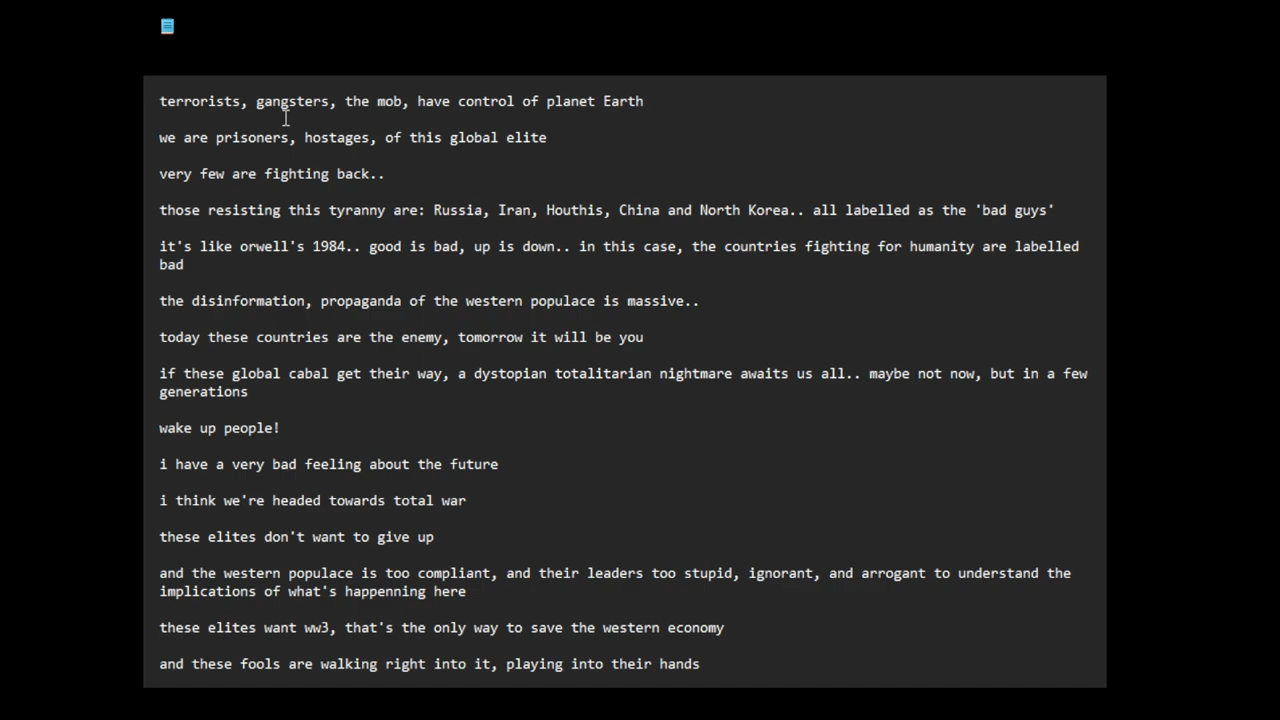 terrorists, gangsters, the mob, have control of planet Earth
we are prisoners, hostages, of this global elite
very few are fighting back..
those resisting this tyranny are: Russia, Iran, Houthis, China and North Korea.. all labelled as the 'bad guys'
it's like orwell's 1984.. good is bad, up is down.. in this case, the countries fighting for humanity are labelled
bad
the disinformation, propaganda of the western populace is massive..
today these countries are the enemy, tomorrow it will be you
if these global cabal get their way, a dystopian totalitarian nightmare awaits us all.. maybe not now, but in a few
generations
wake up people!
i have a very bad feeling about the future
i think we're headed towards total war
these elites don't want to give up
and the western populace is too compliant, and their leaders too stupid, ignorant, and arrogant to understand the
implications of what's happenning here
these elites want ww3, that's the only way to save the western economy
and these fools are walking right into it, playing into their hands